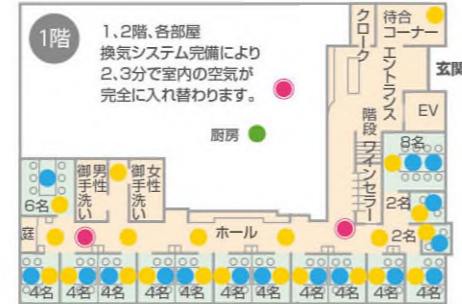 1階
1、2階、各部屋
換気システム完備により
2、3分で室内の空気が
完全に入れ替わります。
クローク
待合
コーナー
エントランス
玄関
階段
ワインセラー
EV
厨房
8名
男性
御手洗い
女性
御手洗い
6名
2名
2名
庭
ホール
4名
4名
4名
4名
4名
4名
4名
4名
4名